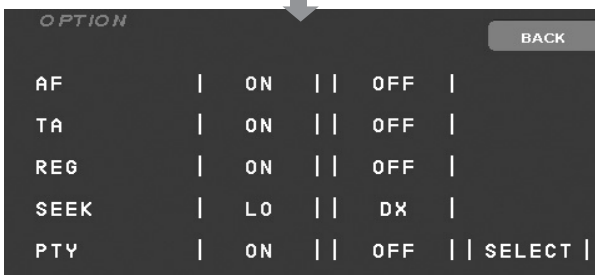 OPTION
BACK
AF | ON || OFF |
TA | ON || OFF |
REG | ON || OFF |
SEEK | LO || DX |
PTY | ON || OFF || SELECT |